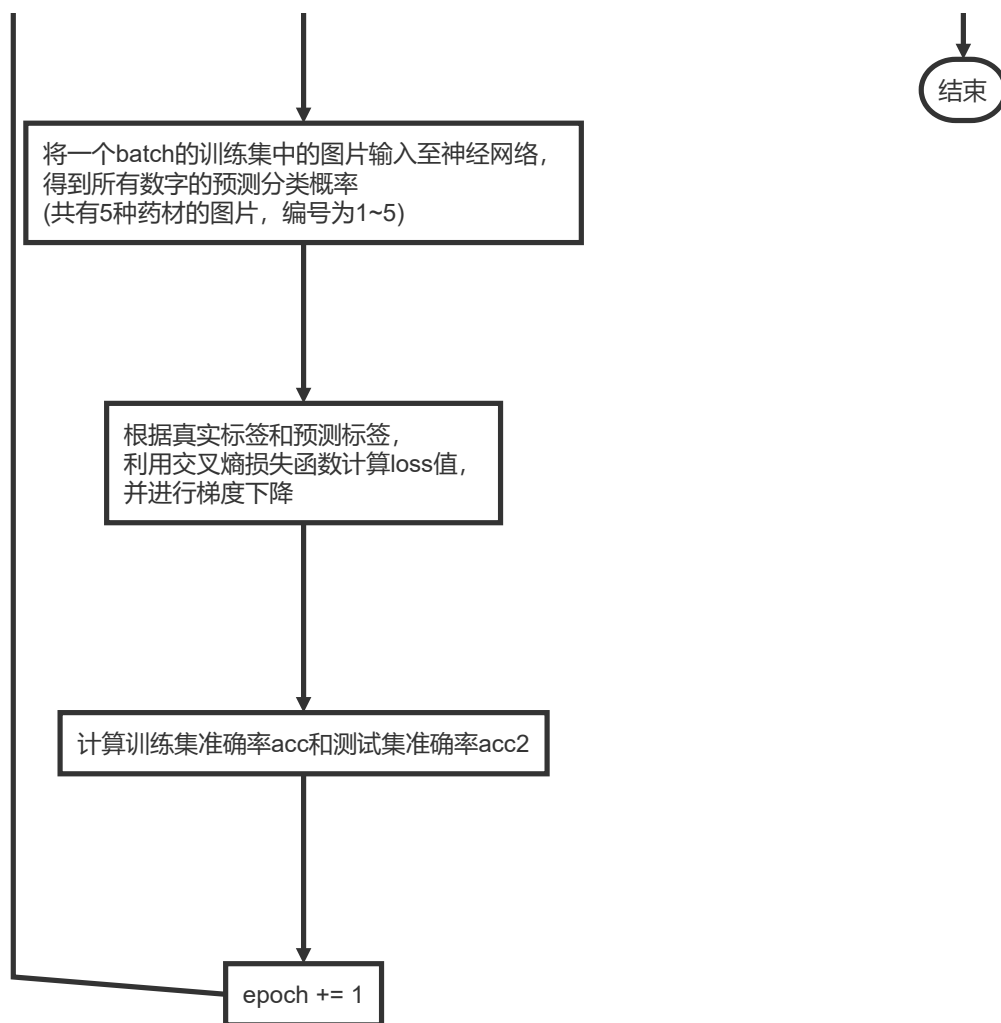 结束
将一个batch的训练集中的图片输入至神经网络，
得到所有数字的预测分类概率
(共有5种药材的图片，编号为1~5)
根据真实标签和预测标签，
利用交叉熵损失函数计算loss值，
并进行梯度下降
计算训练集准确率acc和测试集准确率acc2
epoch += 1